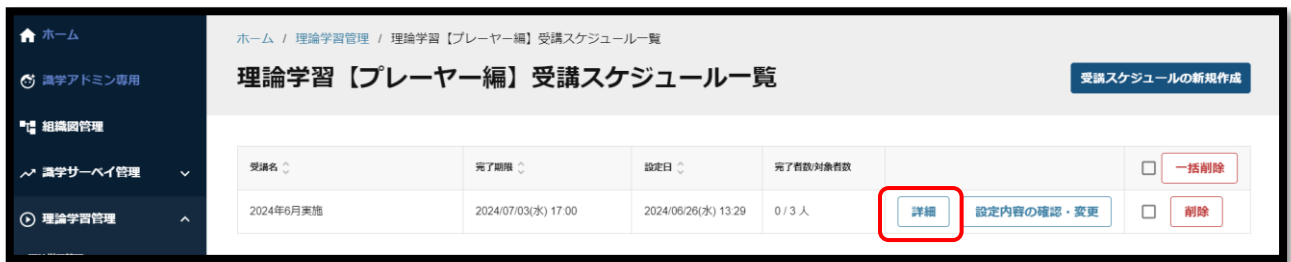 ホーム
ホーム / 理論学習管理 / 理論学習【プレーヤー編】受講スケジュール一覧
識学アドミン専用
理論学習【プレーヤー編】受講スケジュール一覧
受講スケジュールの新規作成
組織図管理
識学サーベイ管理
理論学習管理
受講名 完了期限 設定日 完了者数/対象者数 一括削除
2024年6月実施 2024/07/03(水) 17:00 2024/06/26(水) 13:29 0 / 3 人 詳細 設定内容の確認・変更 削除